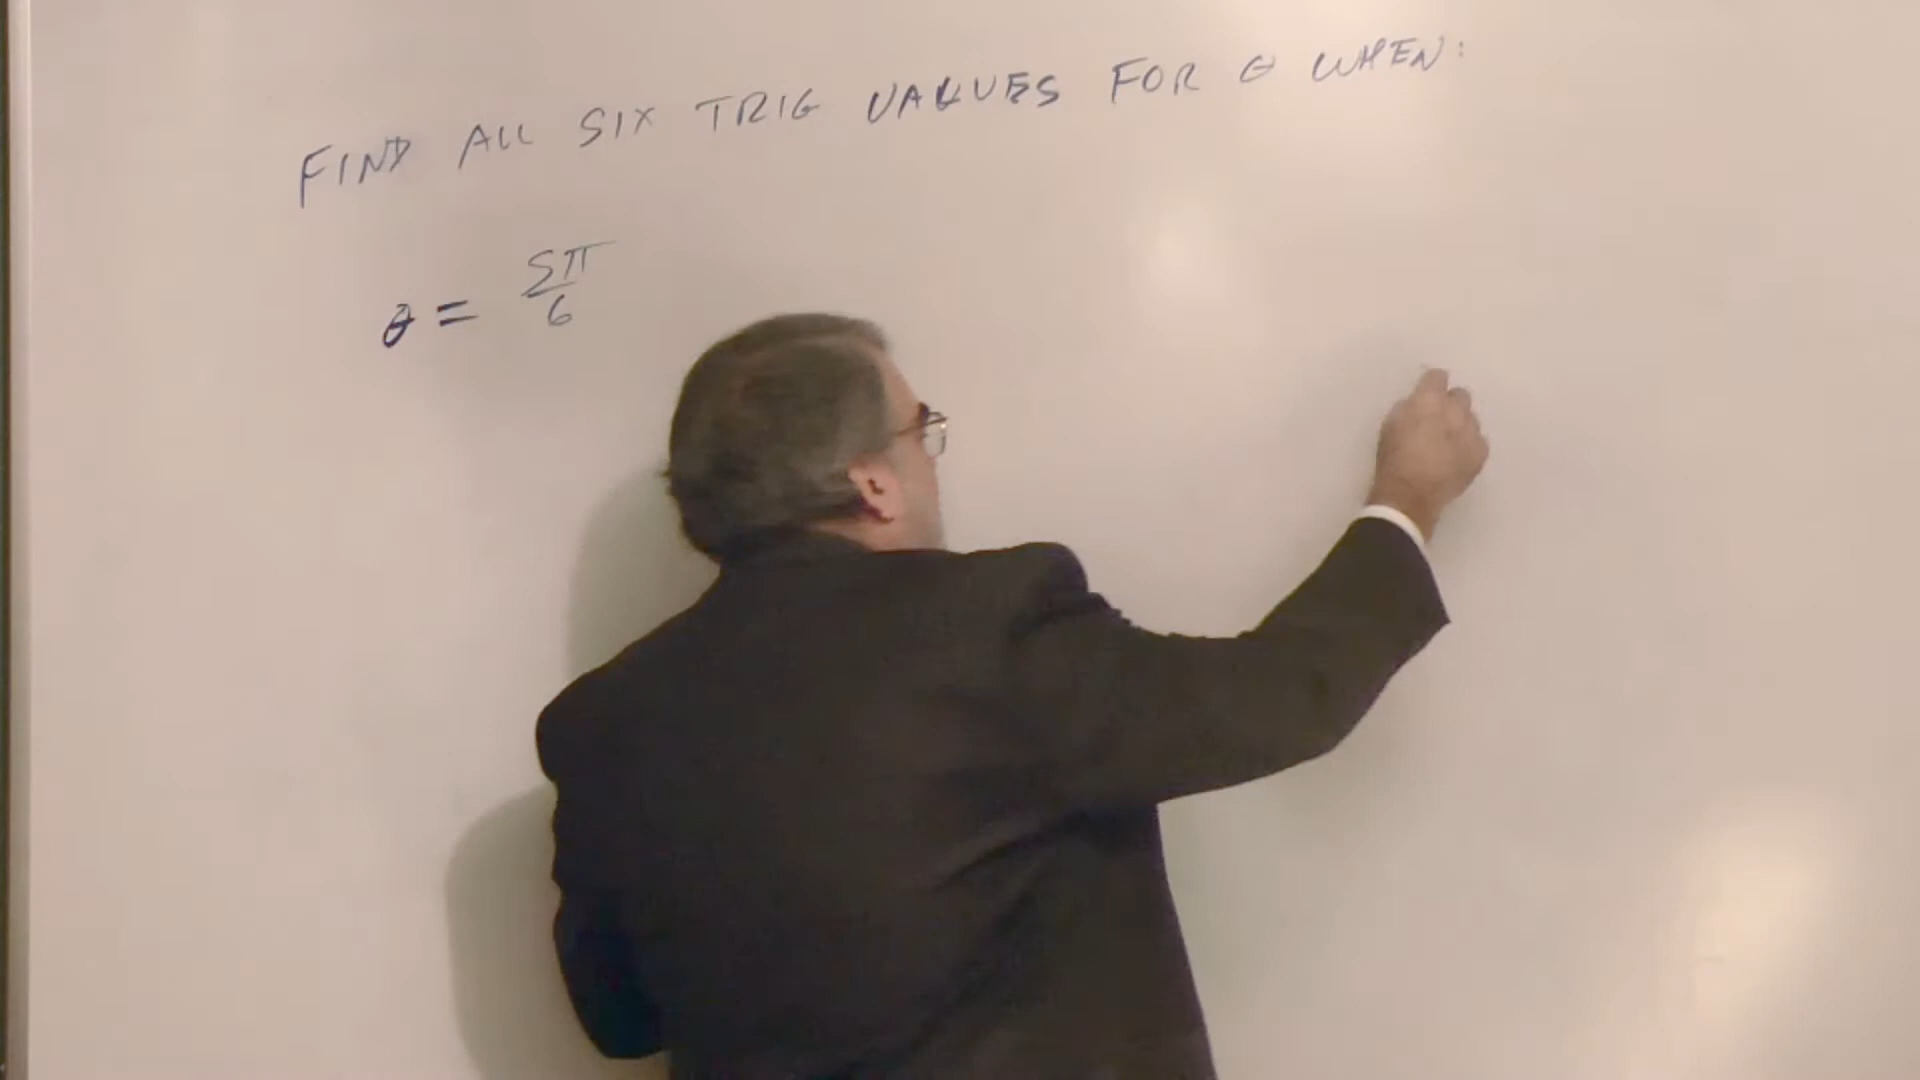 FIND ALL SIX TRIG VALUES FOR θ WHEN:
θ = 5π/6